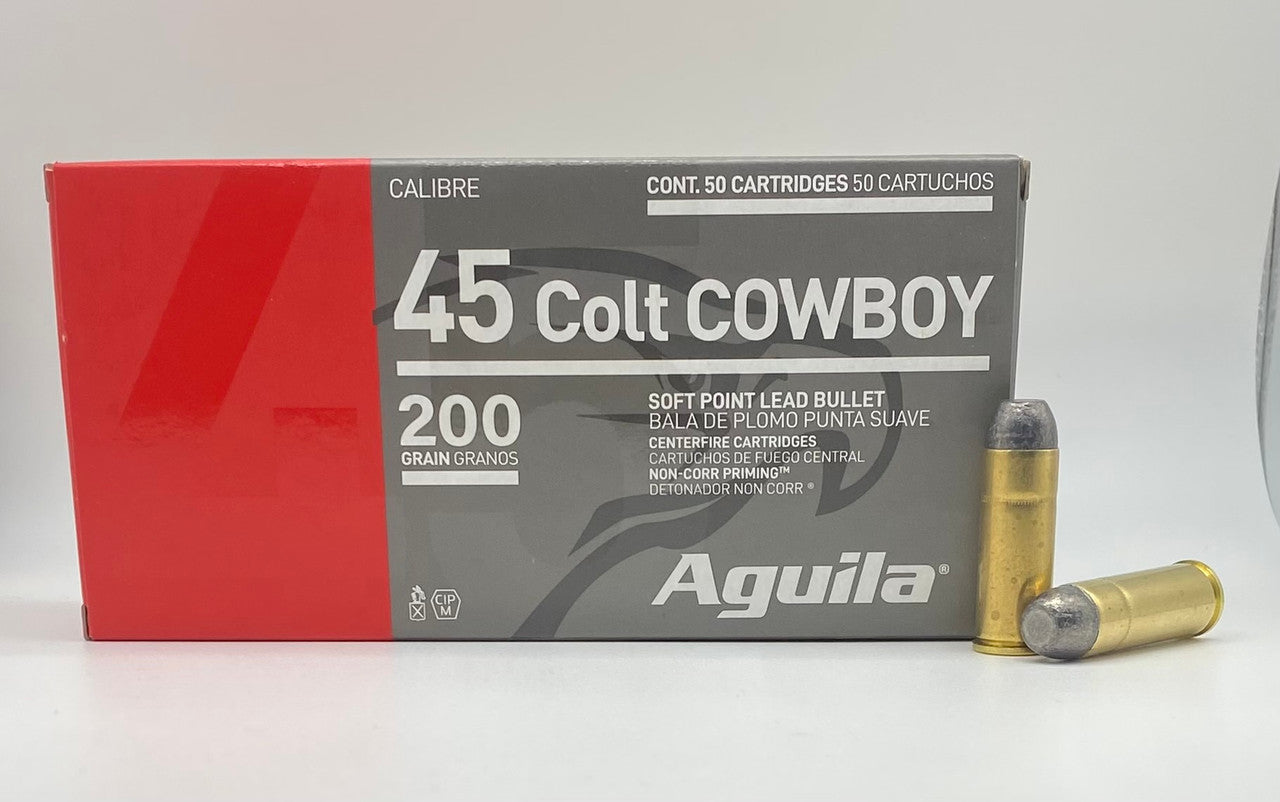 CALIBRE
CONT. 50 CARTRIDGES 50 CARTUCHOS
45 Colt COWBOY
200
GRAIN GRANOS
SOFT POINT LEAD BULLET
BALA DE PLOMO PUNTA SUAVE
CENTERFIRE CARTRIDGES
CARTUCHOS DE FUEGO CENTRAL
NON-CORR PRIMING™
DETONADOR NON CORR ®
CIP
M
Aguila®